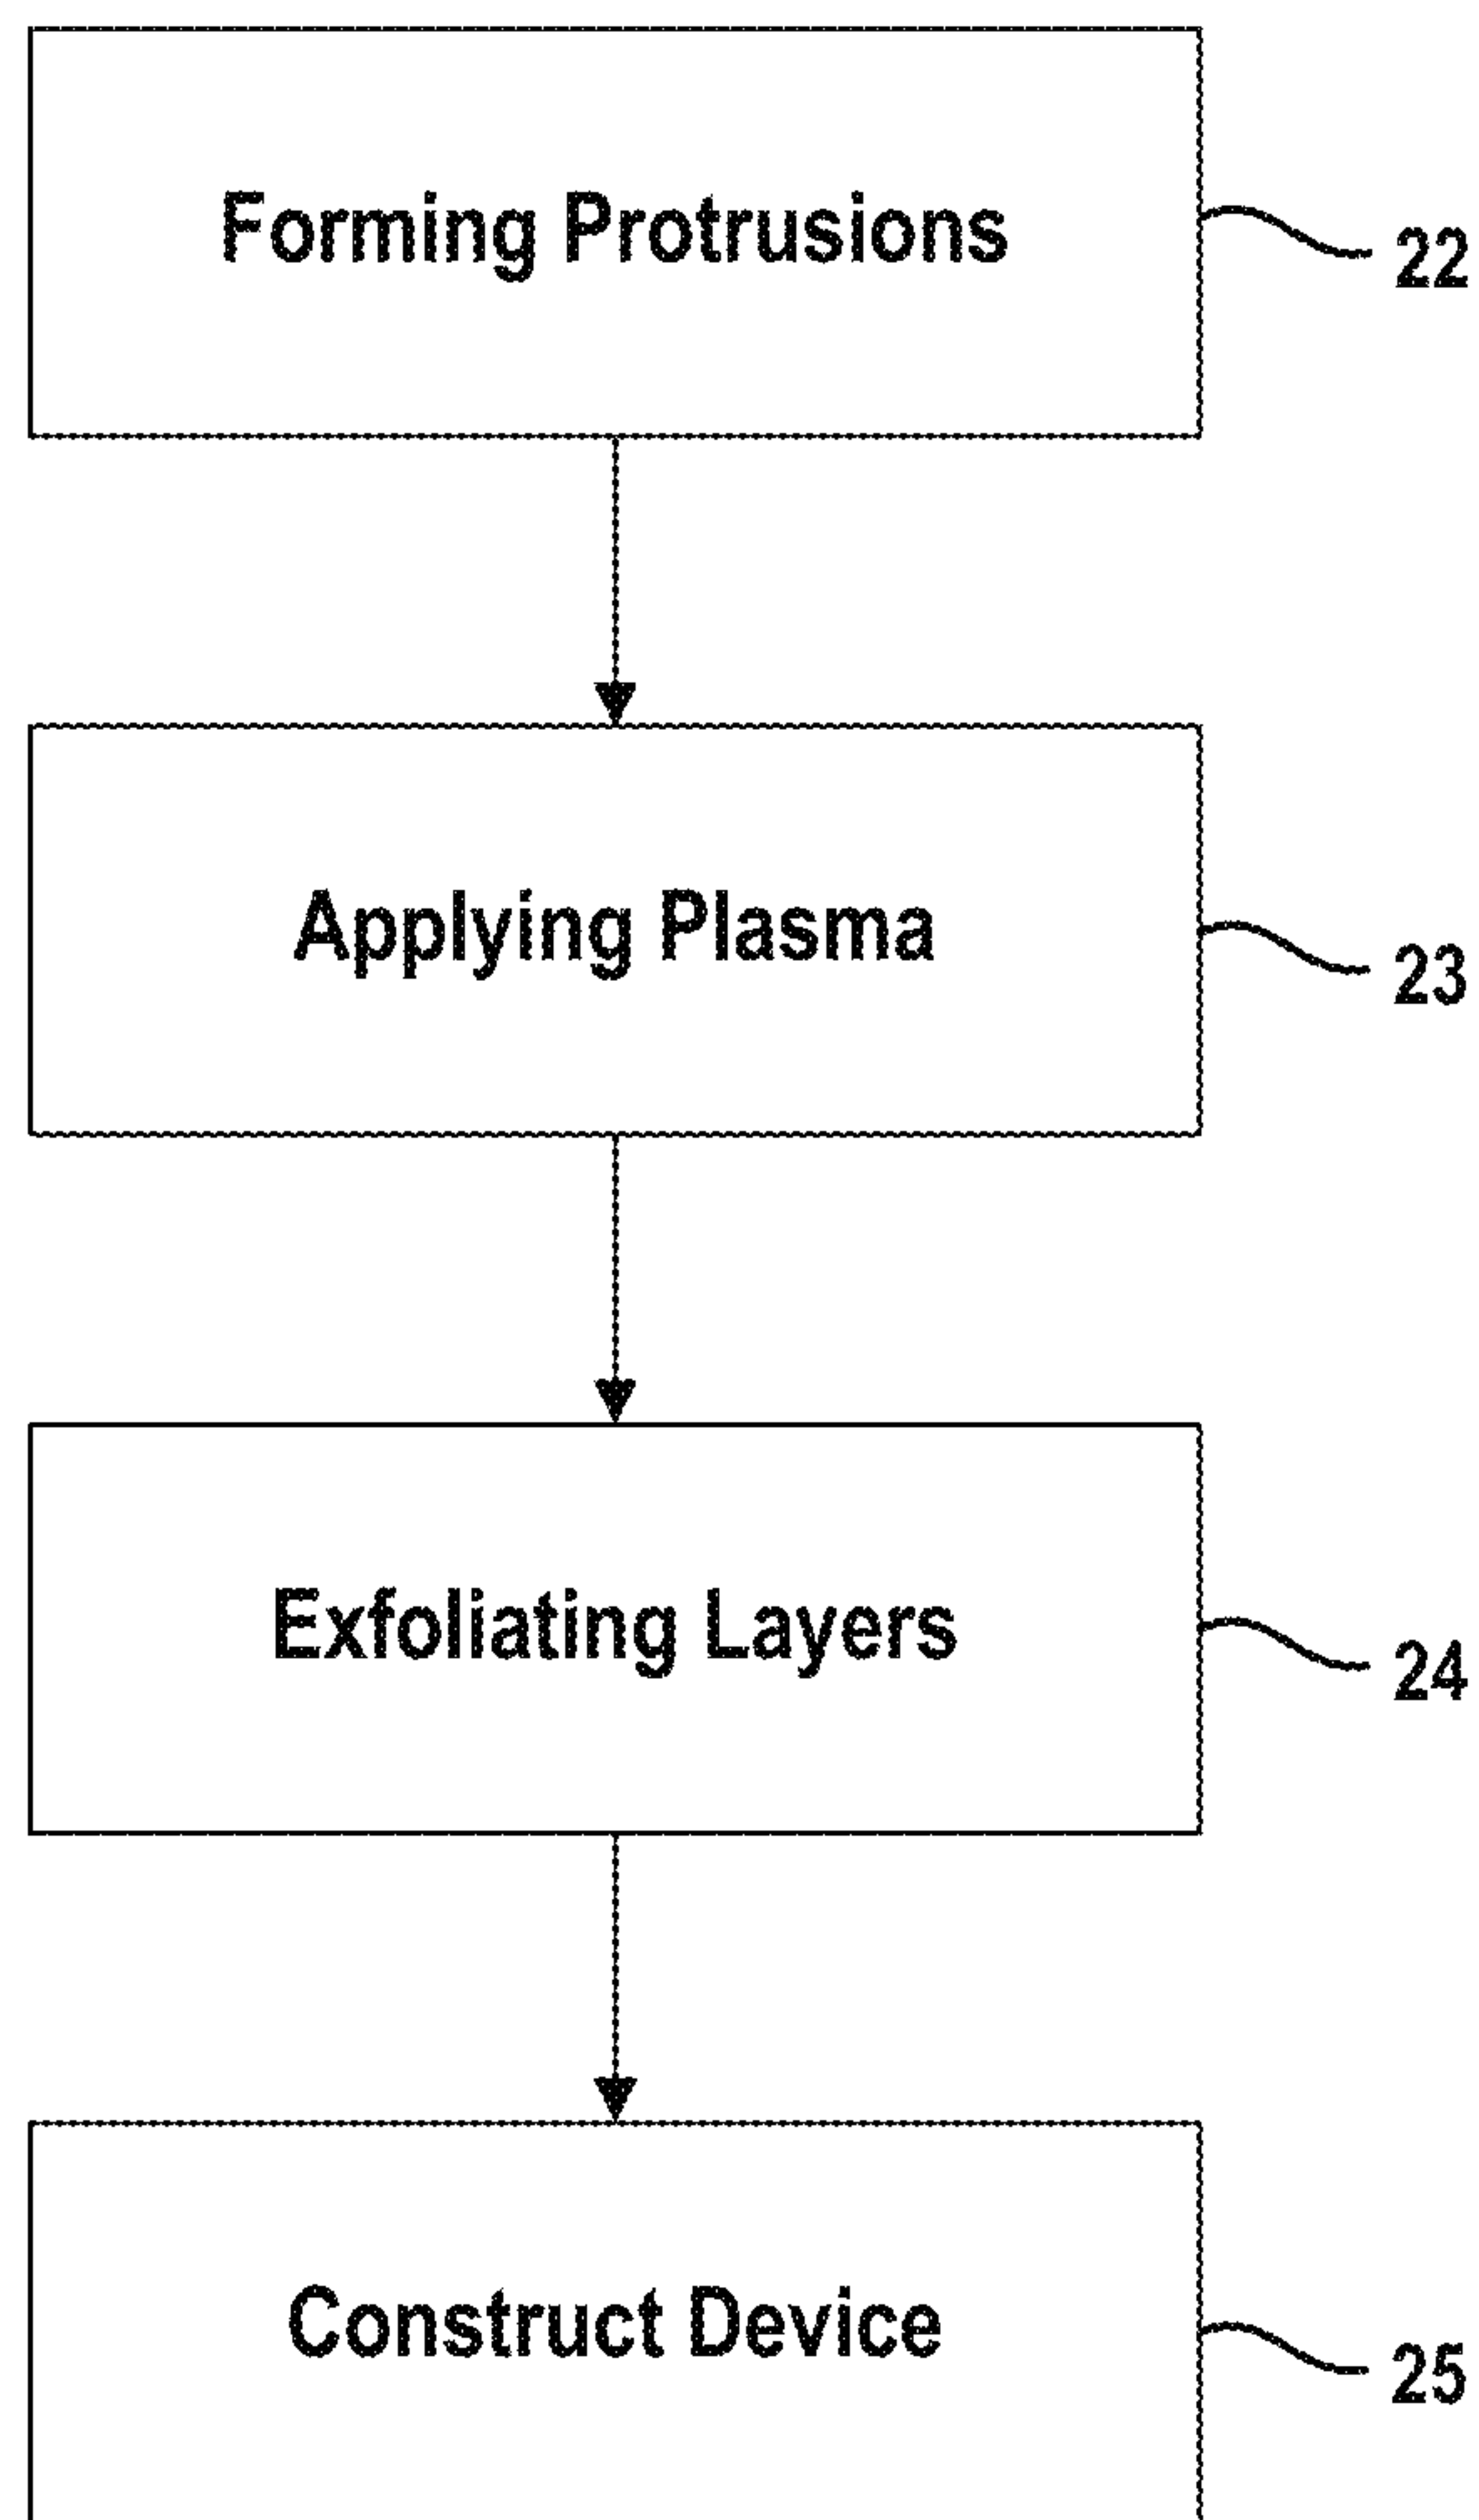 Forming Protrusions
22
Applying Plasma
23
Exfoliating Layers
24
Construct Device
25